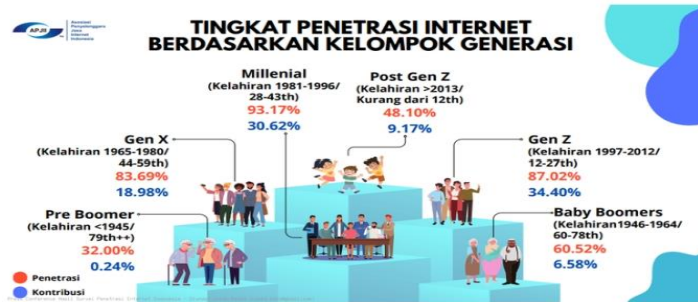 APJII
Asosiasi
Penyelenggara
Jasa
Internet
Indonesia
TINGKAT PENETRASI INTERNET
BERDASARKAN KELOMPOK GENERASI
Millenial
(Kelahiran 1981-1996/
28-43th)
93.17%
30.62%
Post Gen Z
(Kelahiran >2013/
Kurang dari 12th)
48.10%
9.17%
Gen X
(Kelahiran 1965-1980/
44-59th)
83.69%
18.98%
Gen Z
(Kelahiran 1997-2012/
12-27th)
87.02%
34.40%
Pre Boomer
(Kelahiran <1945/
79th++)
32.00%
0.24%
Baby Boomers
(Kelahiran1946-1964/
60-78th)
60.52%
6.58%
Penetrasi
Kontribusi